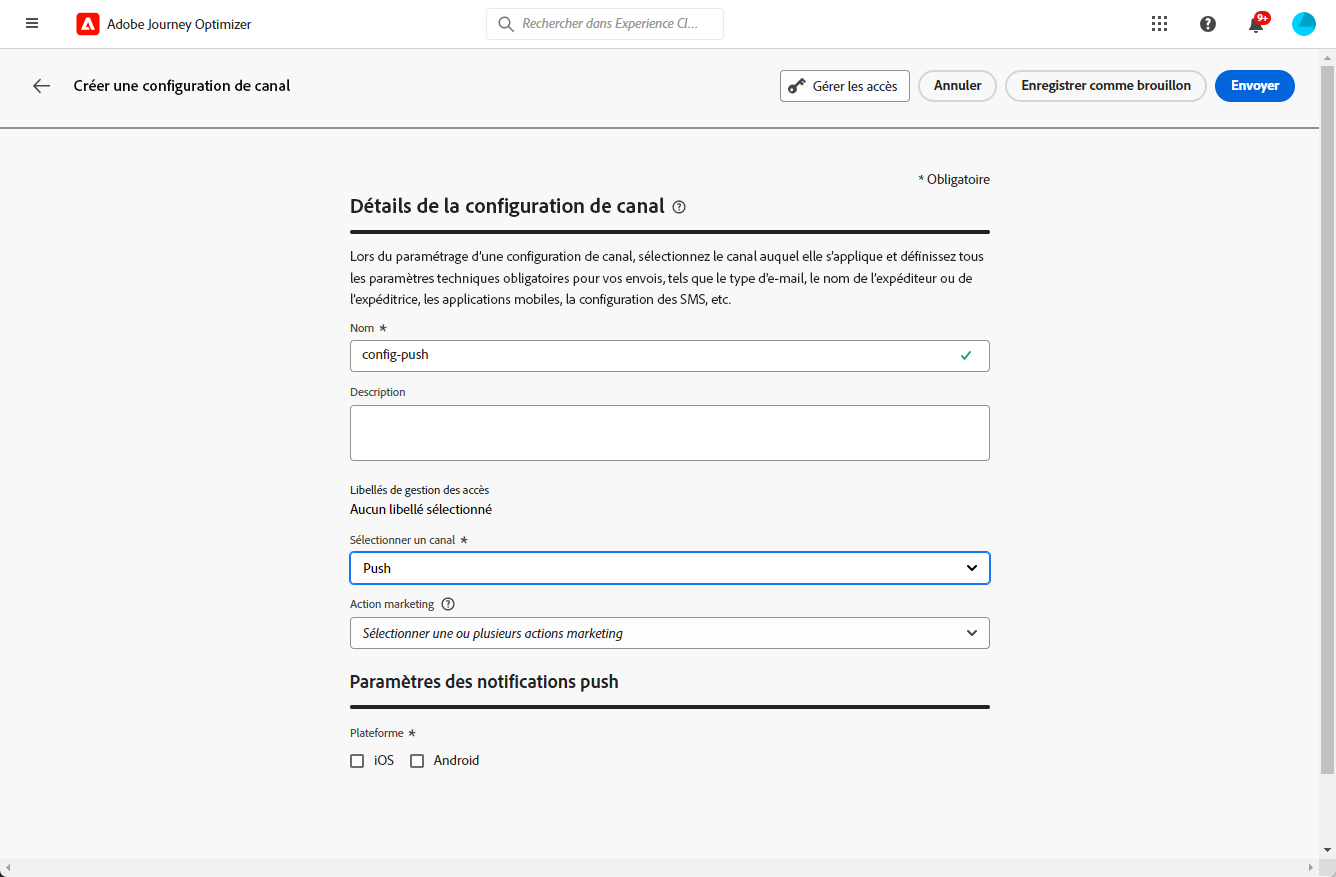 Adobe Journey Optimizer
Rechercher dans Experience Cl...
9+
Créer une configuration de canal
Gérer les accès
Annuler
Enregistrer comme brouillon
Envoyer
* Obligatoire
Détails de la configuration de canal
Lors du paramétrage d'une configuration de canal, sélectionnez le canal auquel elle s'applique et définissez tous
les paramètres techniques obligatoires pour vos envois, tels que le type d'e-mail, le nom de l'expéditeur ou de
l'expéditrice, les applications mobiles, la configuration des SMS, etc.
Nom *
config-push
Description
Libellés de gestion des accès
Aucun libellé sélectionné
Sélectionner un canal *
Push
Action marketing
Sélectionner une ou plusieurs actions marketing
Paramètres des notifications push
Plateforme *
iOS Android